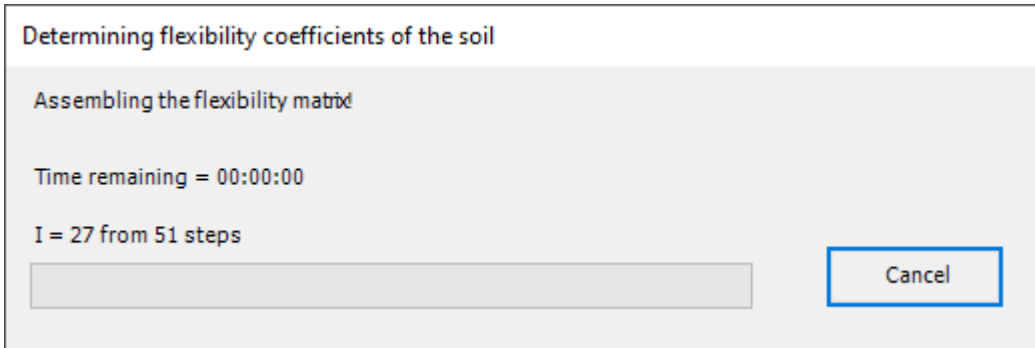 Determining flexibility coefficients of the soil
Assembling the flexibility matrix!
Time remaining = 00:00:00
I = 27 from 51 steps
Cancel